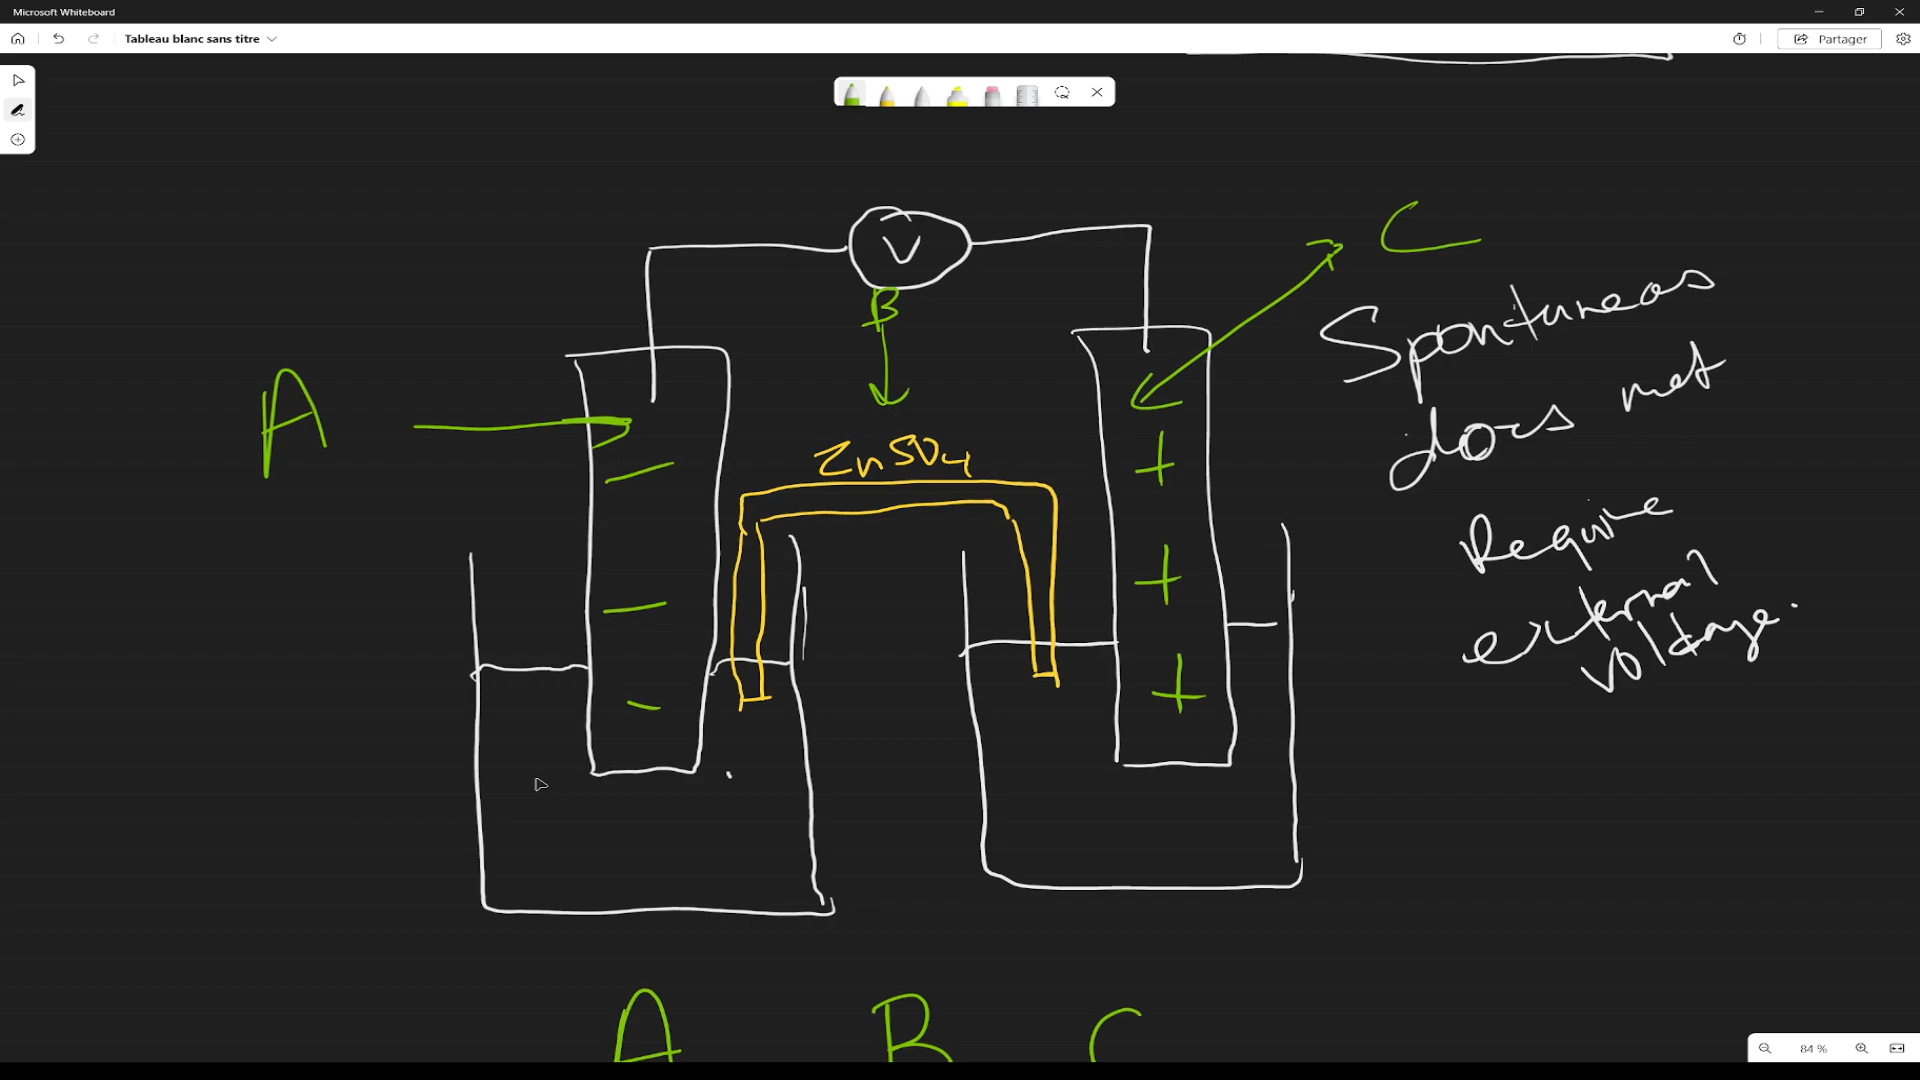 Microsoft Whiteboard
Tableau blanc sans titre
Partager
V
C
B
A
Spontaneous
does not
Require
external
voltage.
ZnSO4
+
+
+
A B C
84 %